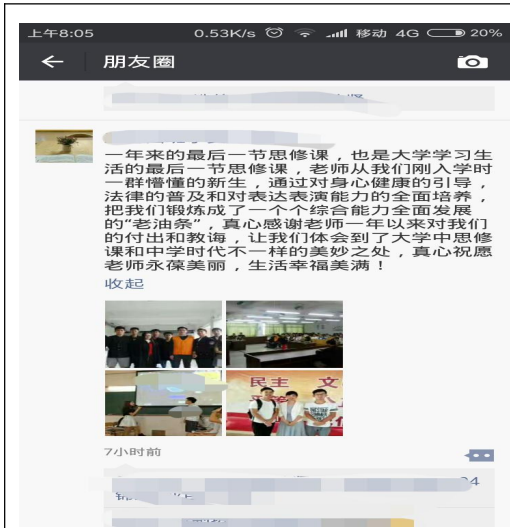 上午8:05 0.53K/s 移动 4G 20%
朋友圈
一年来的最后一节思修课，也是大学学习生
活的最后一节思修课，老师从我们刚入学时
一群懵懂的新生，通过对身心健康的引导，
法律的普及和对表达表演能力的全面培养，
把我们锻炼成了一个个综合能力全面发展
的“老油条”，真心感谢老师一年以来对我们
的付出和教诲，让我们体会到了大学中思修
课和中学时代不一样的美妙之处，真心祝愿
老师永葆美丽，生活幸福美满！
收起
民主 文
7小时前